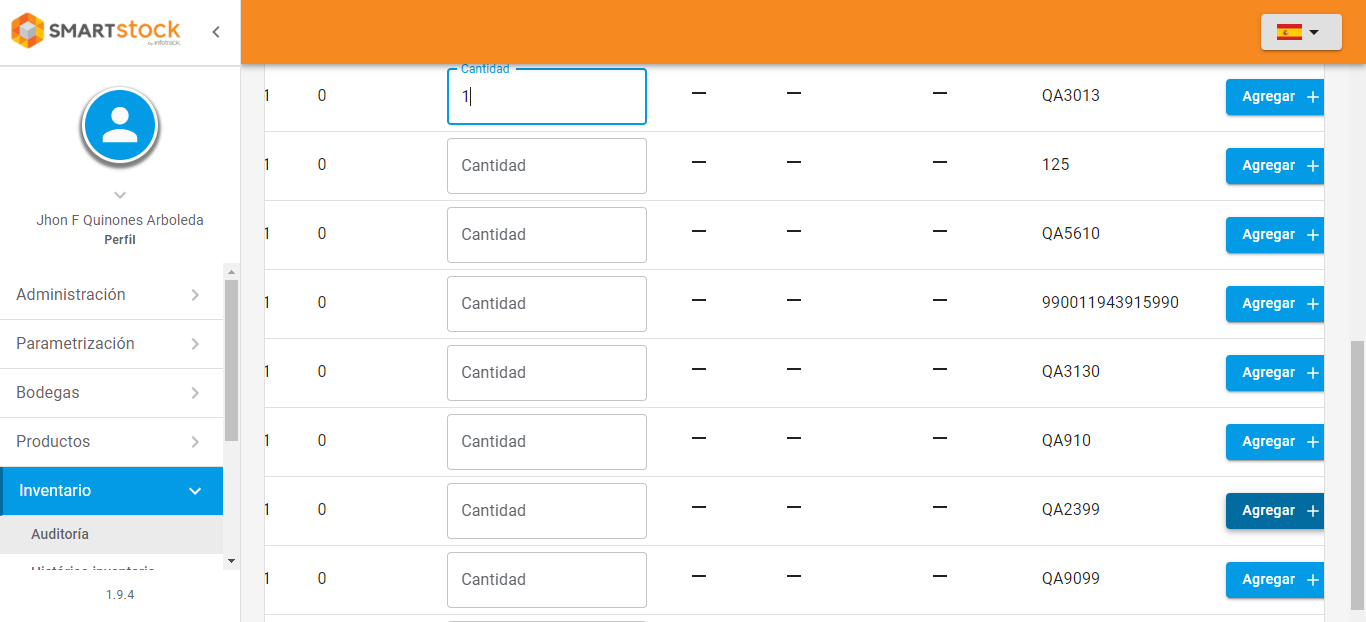 SMARTstock
by infotrack.
Jhon F Quinones Arboleda
Perfil
Administración
Parametrización
Bodegas
Productos
Inventario
Auditoría
Histórico inventario
1.9.4
Cantidad
1 0 1 — — — QA3013 Agregar +
1 0 Cantidad — — — 125 Agregar +
1 0 Cantidad — — — QA5610 Agregar +
1 0 Cantidad — — — 990011943915990 Agregar +
1 0 Cantidad — — — QA3130 Agregar +
1 0 Cantidad — — — QA910 Agregar +
1 0 Cantidad — — — QA2399 Agregar +
1 0 Cantidad — — — QA9099 Agregar +